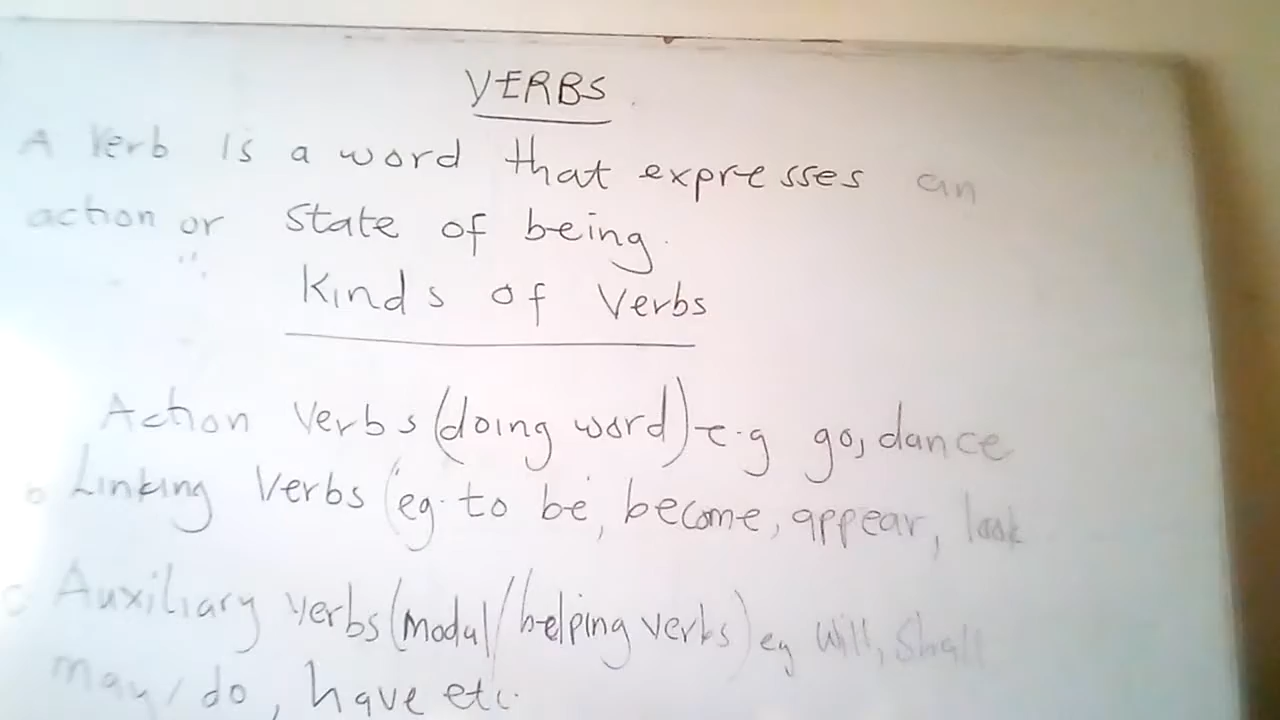 VERBS
A Verb is a word that expresses an
action or state of being.
Kinds of Verbs
Action Verbs (doing word) e.g go, dance
b Linking Verbs (eg. to be, become, appear, look
c Auxiliary verbs (modal/helping verbs) eg will, shall
may/do, have etc.